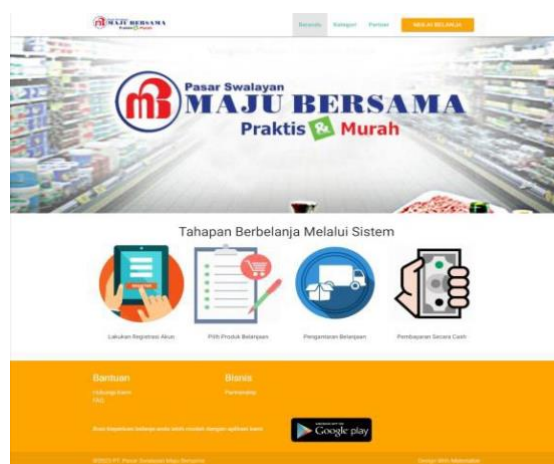 MAJU BERSAMA
Beranda Kategori Panduan MULAI BELANJA
Pasar Swalayan
mB MAJU BERSAMA
Praktis & Murah
Tahapan Berbelanja Melalui Sistem
Lakukan Registrasi Akun
Pilih Produk Belanjaan
Pengantaran Belanjaan
Pembayaran Secara Cash
Bantuan
Bisnis
Hubungi Kami
Partnership
FAQ
Google play